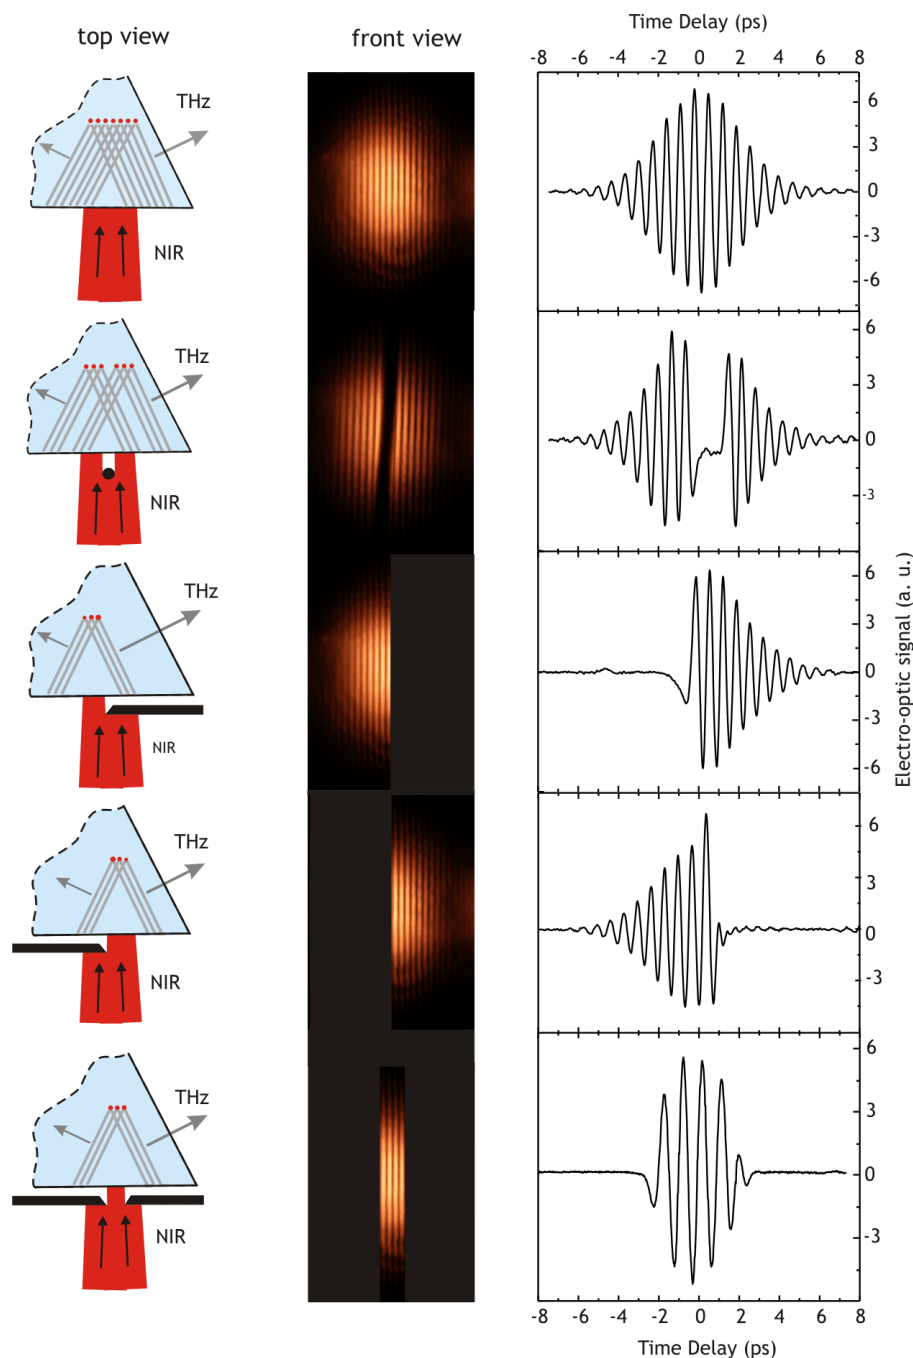 top view
front view
Time Delay (ps)
-8 -6 -4 -2 0 2 4 6 8
THz
NIR
6
3
0
-3
-6
THz
NIR
6
3
0
-3
THz
NIR
6
3
0
-3
-6
Electro-optic signal (a. u.)
THz
NIR
6
3
0
-3
THz
NIR
6
3
0
-3
-8 -6 -4 -2 0 2 4 6 8
Time Delay (ps)